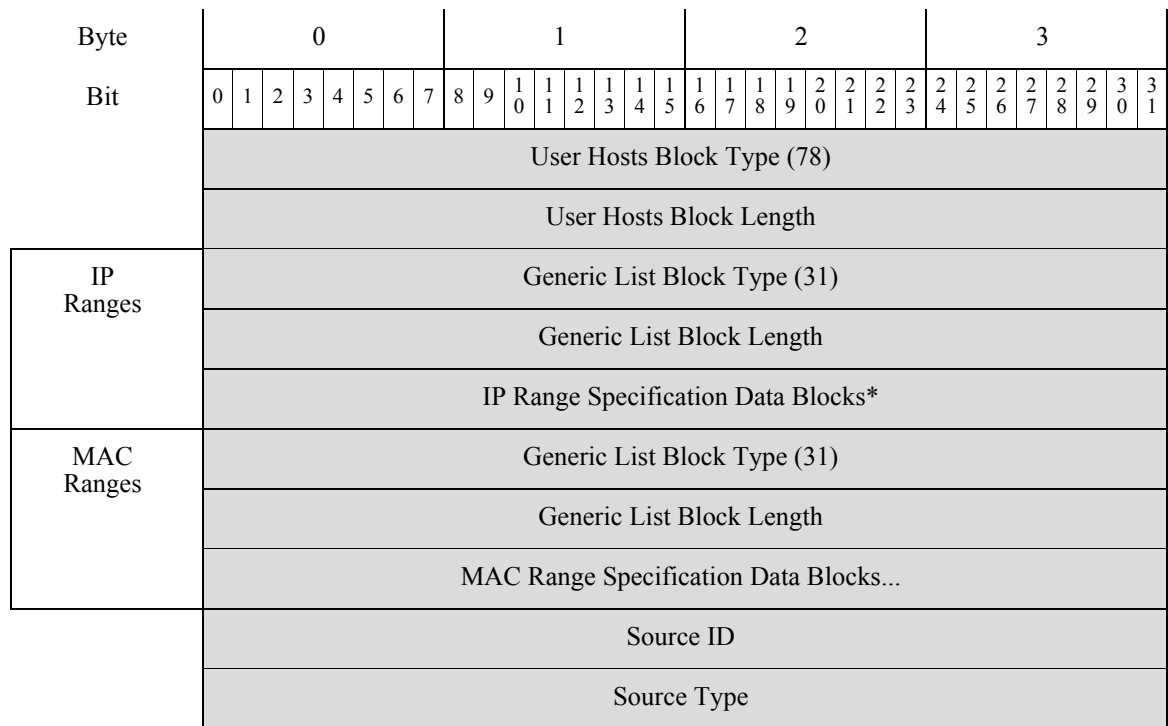 Byte 0 1 2 3
Bit 0 1 2 3 4 5 6 7 8 9 10 11 12 13 14 15 16 17 18 19 20 21 22 23 24 25 26 27 28 29 30 31
User Hosts Block Type (78)
User Hosts Block Length
IP
Ranges
Generic List Block Type (31)
Generic List Block Length
IP Range Specification Data Blocks*
MAC
Ranges
Generic List Block Type (31)
Generic List Block Length
MAC Range Specification Data Blocks...
Source ID
Source Type